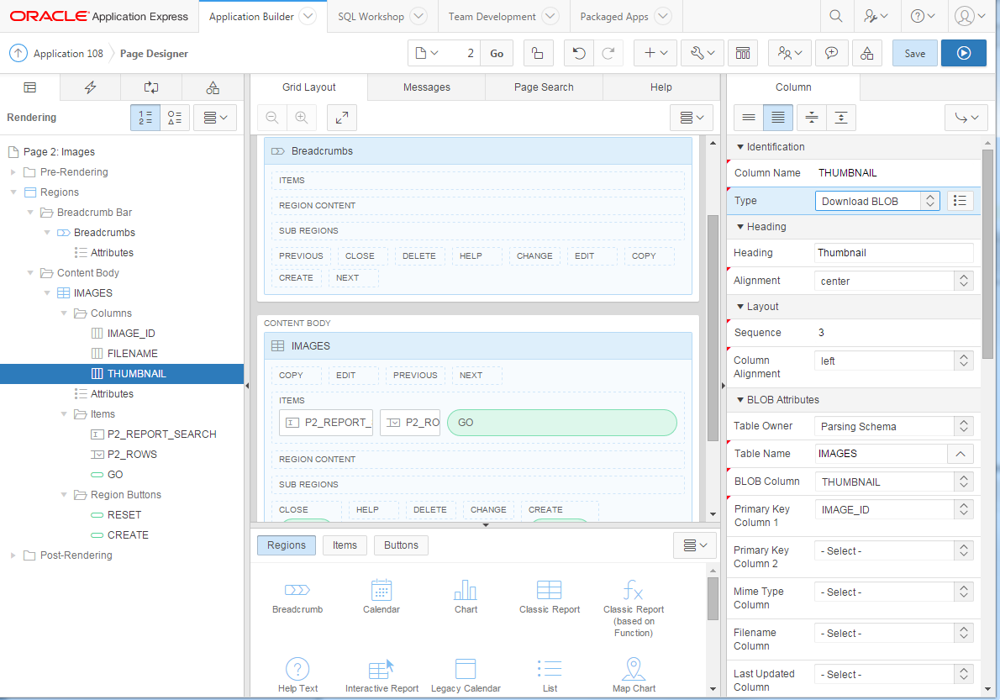 ORACLE Application Express
Application Builder
SQL Workshop
Team Development
Packaged Apps
Application 108
Page Designer
2
Go
Save
Rendering
Page 2: Images
Pre-Rendering
Regions
Breadcrumb Bar
Breadcrumbs
Attributes
Content Body
IMAGES
Columns
IMAGE_ID
FILENAME
THUMBNAIL
Attributes
Items
P2_REPORT_SEARCH
P2_ROWS
GO
Region Buttons
RESET
CREATE
Post-Rendering
Grid Layout
Messages
Page Search
Help
Breadcrumbs
ITEMS
REGION CONTENT
SUB REGIONS
PREVIOUS CLOSE DELETE HELP CHANGE EDIT COPY
CREATE NEXT
CONTENT BODY
IMAGES
COPY EDIT PREVIOUS NEXT
ITEMS
P2_REPORT_ P2_RO GO
REGION CONTENT
SUB REGIONS
CLOSE HELP DELETE CHANGE CREATE
Regions Items Buttons
Breadcrumb
Calendar
Chart
Classic Report
Classic Report
(based on
Function)
Help Text
Interactive Report
Legacy Calendar
List
Map Chart
Column
Identification
Column Name THUMBNAIL
Type Download BLOB
Heading
Heading Thumbnail
Alignment center
Layout
Sequence 3
Column
Alignment
left
BLOB Attributes
Table Owner Parsing Schema
Table Name IMAGES
BLOB Column THUMBNAIL
Primary Key
Column 1
IMAGE_ID
Primary Key
Column 2
- Select -
Mime Type
Column
- Select -
Filename
Column
- Select -
Last Updated
Column
- Select -